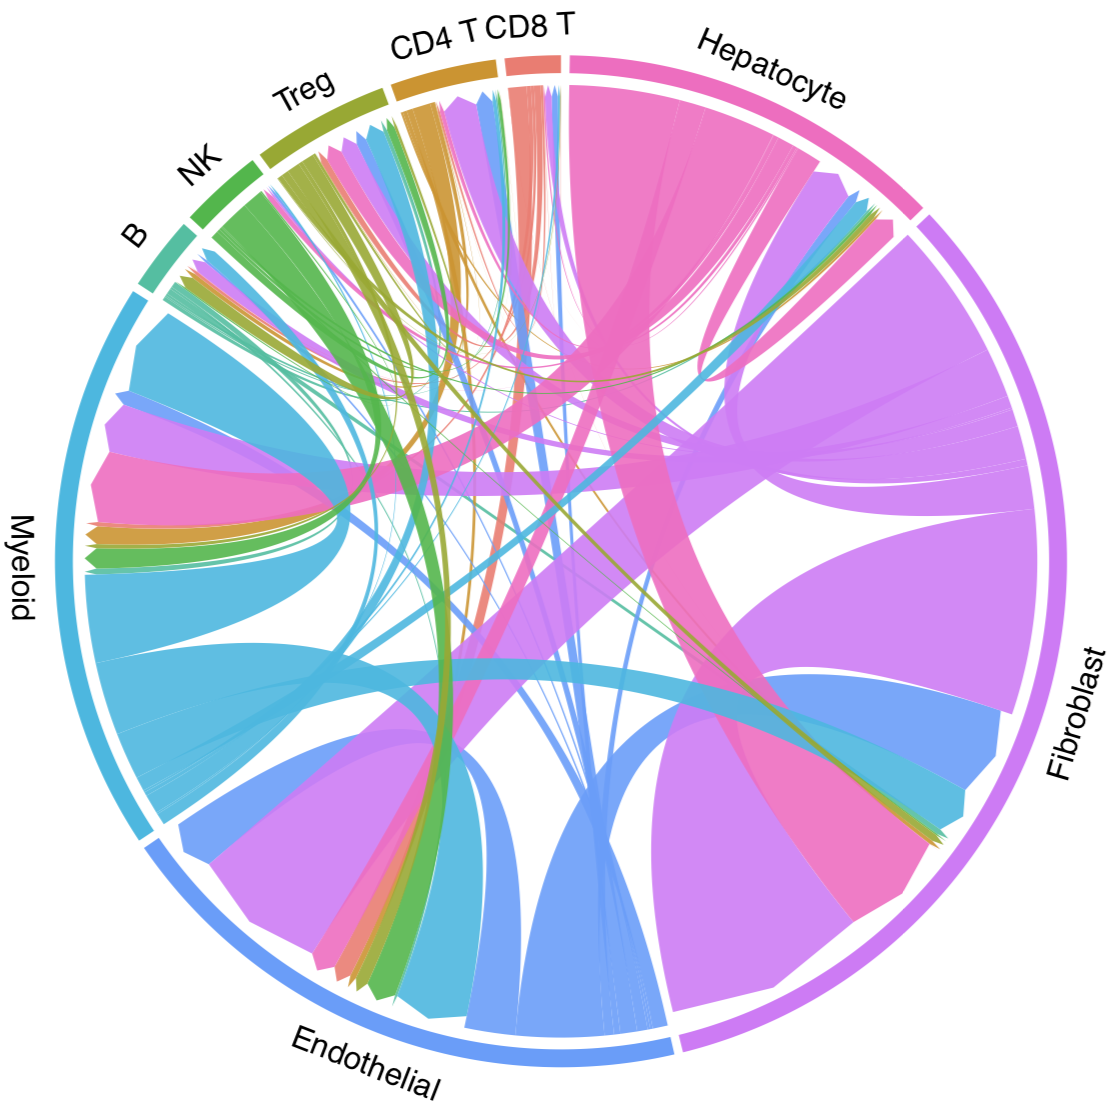 CD4 T
CD8 T
Hepatocyte
Treg
NK
B
Myeloid
Fibroblast
Endothelial